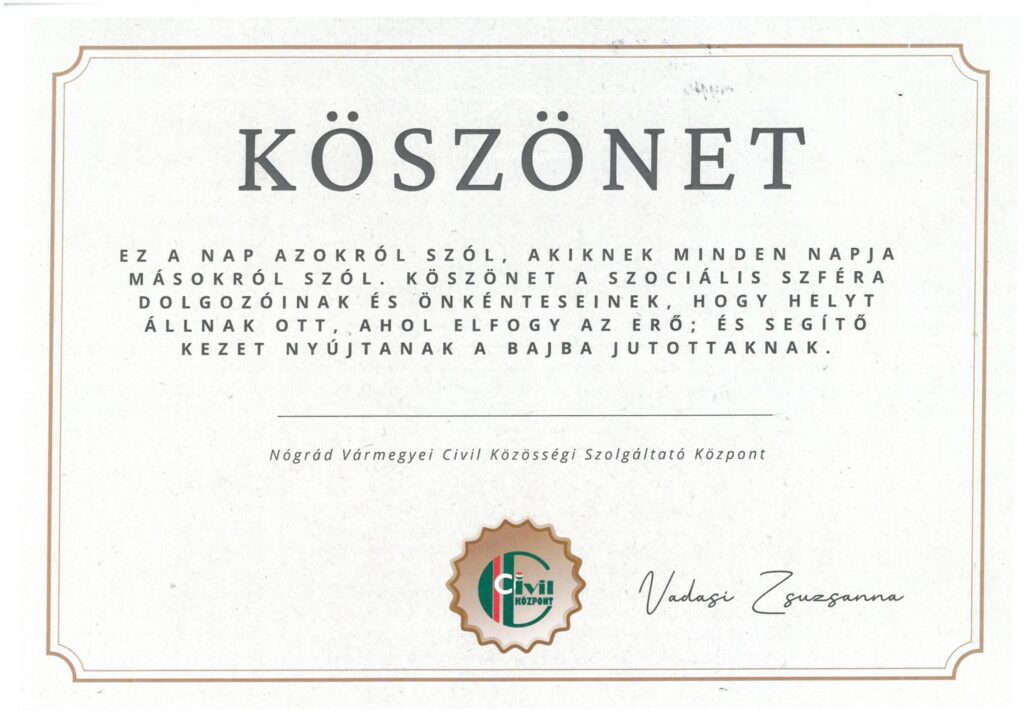 KÖSZÖNET
EZ A NAP AZOKRÓL SZÓL, AKIKNEK MINDEN NAPJA
MÁSOKRÓL SZÓL. KÖSZÖNET A SZOCIÁLIS SZFÉRA
DOLGOZÓINAK ÉS ÖNKÉNTESEINEK, HOGY HELYT
ÁLLNAK OTT, AHOL ELFOGY AZ ERŐ; ÉS SEGÍTŐ
KEZET NYÚJTANAK A BAJBA JUTOTTAKNAK.
Nógrád Vármegyei Civil Közösségi Szolgáltató Központ
Civil
KÖZPONT
Vadasi Zsuzsanna